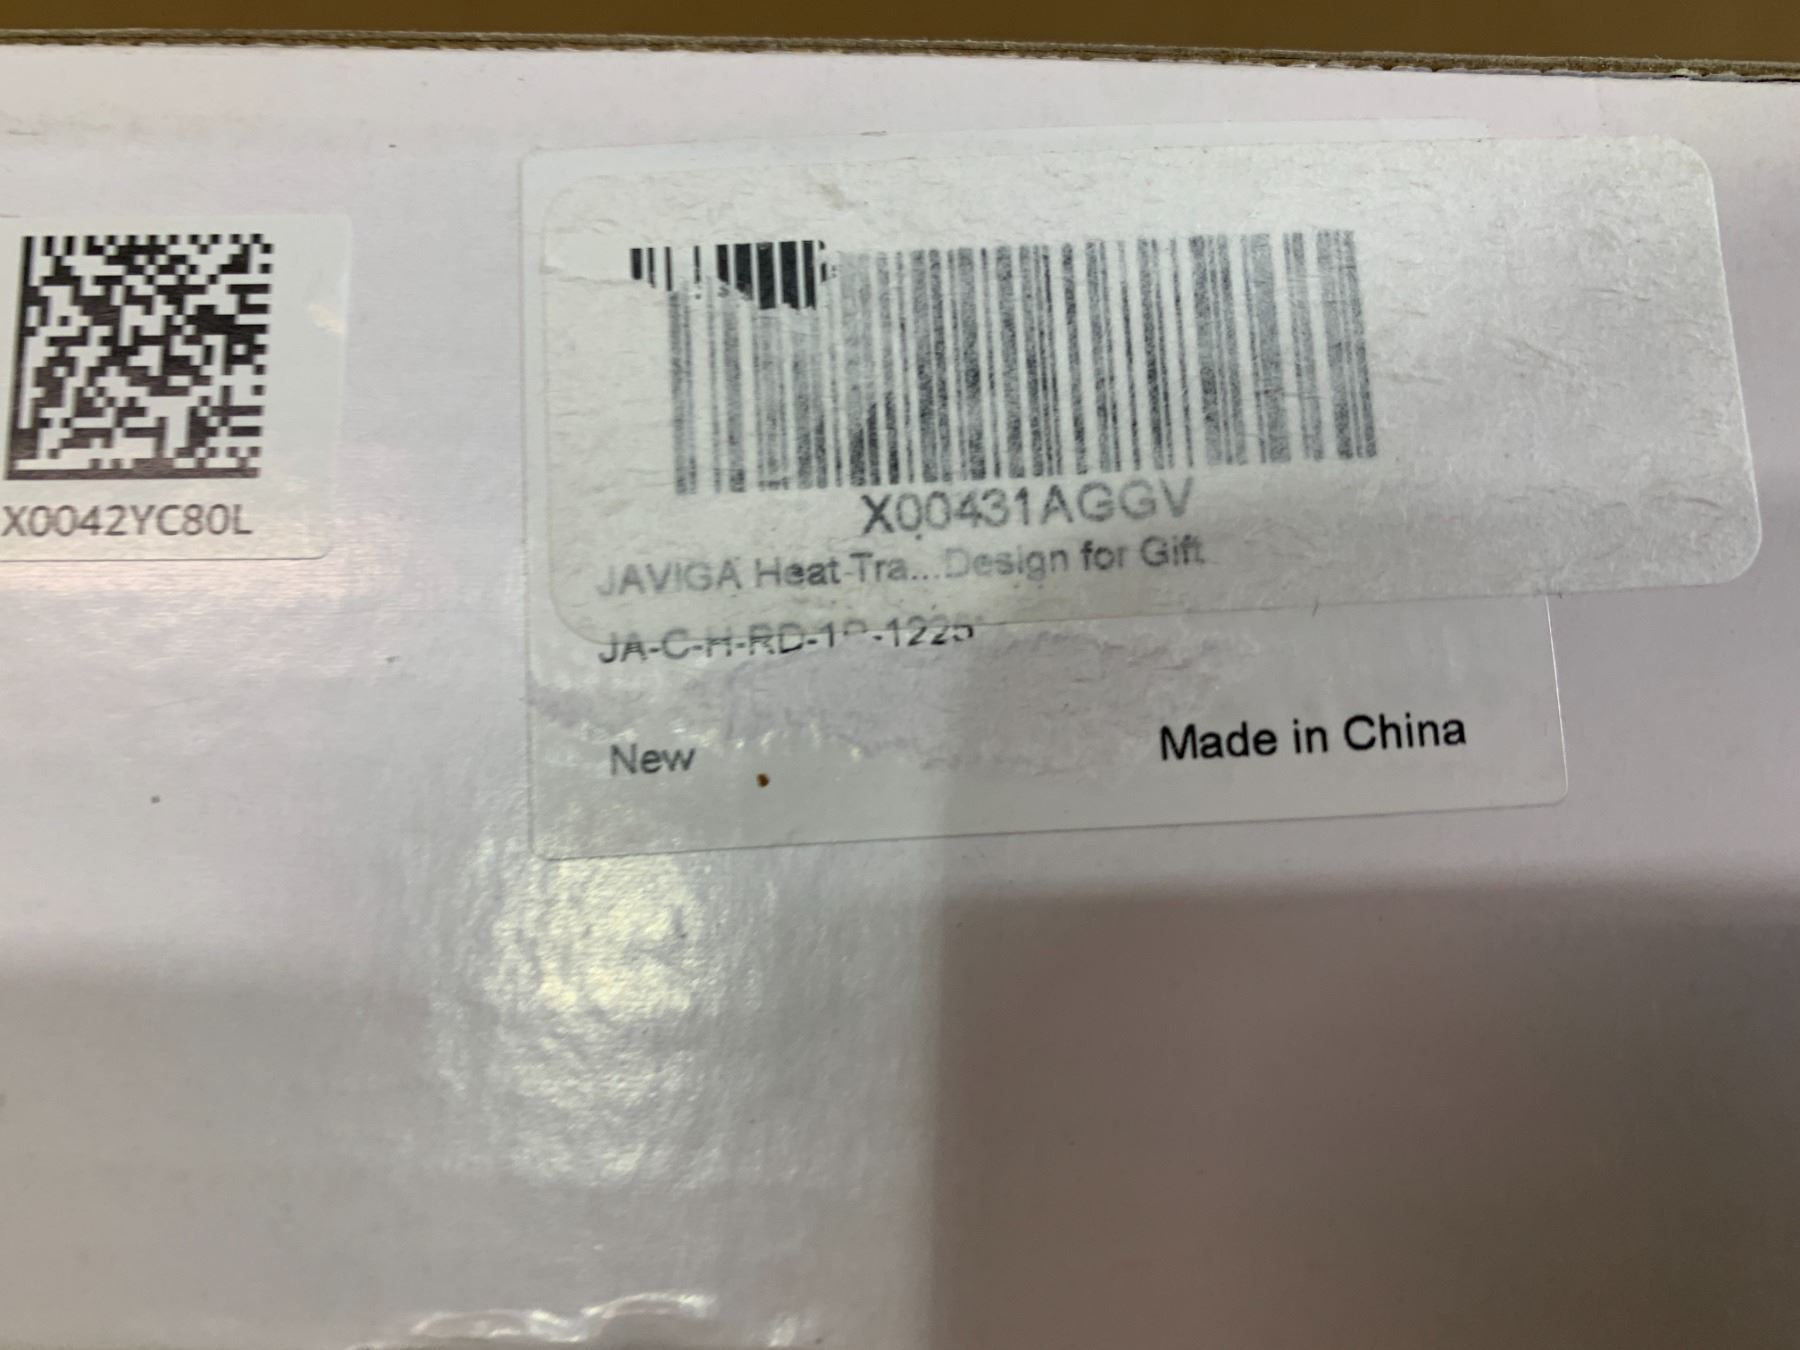 X0042YC80L
X00431AGGV
JAVIGA Heat-Tra...Design for Gift
New
Made in China